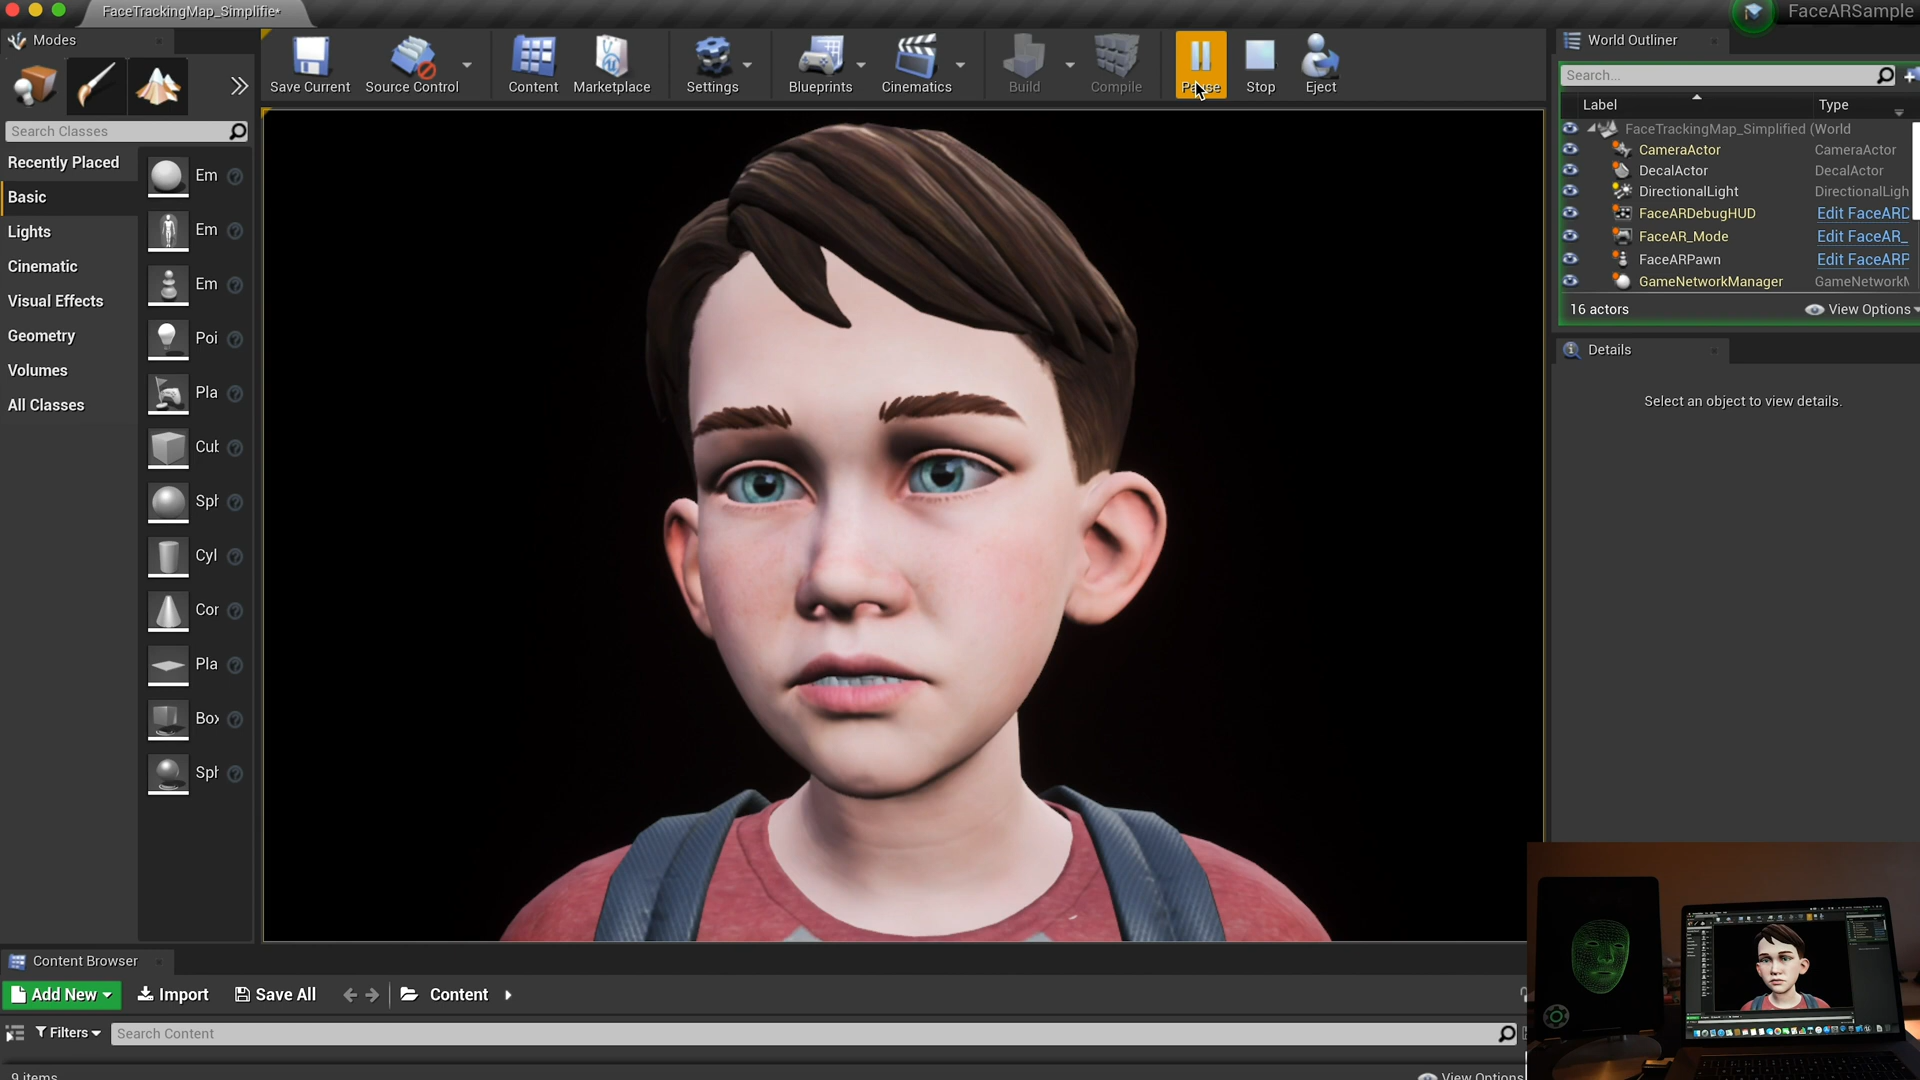 FaceTrackingMap_Simplifie*
FaceARSample
Modes
Save Current
Source Control
Content
Marketplace
Settings
Blueprints
Cinematics
Build
Compile
Stop
Eject
World Outliner
Search...
Label
Type
Search Classes
Recently Placed
Basic
Lights
Cinematic
Visual Effects
Geometry
Volumes
All Classes
Em
Em
Em
Poi
Pla
Cub
Sph
Cyl
Con
Pla
Box
Sph
FaceTrackingMap_Simplified (World
CameraActor CameraActor
DecalActor DecalActor
DirectionalLight DirectionalLigh
FaceARDebugHUD Edit FaceARD
FaceAR_Mode Edit FaceAR_
FaceARPawn Edit FaceARP
GameNetworkManager GameNetworkM
16 actors View Options
Details
Select an object to view details.
Content Browser
Add New Import Save All Content
Filters Search Content
9 items View Options